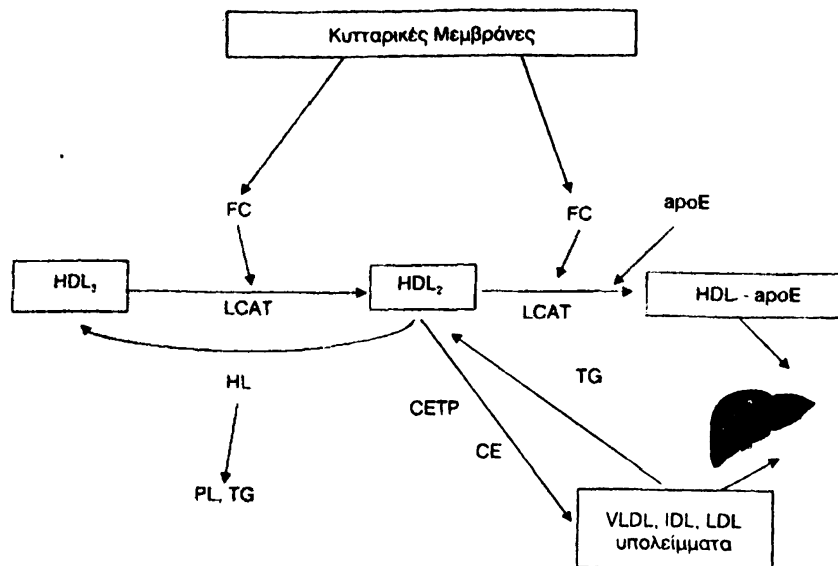 Κυτταρικές Μεμβράνες
FC
FC
apoE
HDL₃
LCAT
HDL₂
LCAT
HDL - apoE
HL
CETP
CE
TG
PL, TG
VLDL, IDL, LDL
υπολείμματα